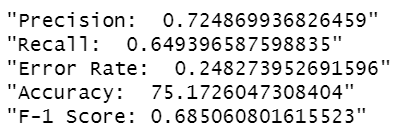 "Precision:  0.724869936826459"
"Recall:  0.649396587598835"
"Error Rate:  0.248273952691596"
"Accuracy:  75.1726047308404"
"F-1 Score: 0.685060801615523"